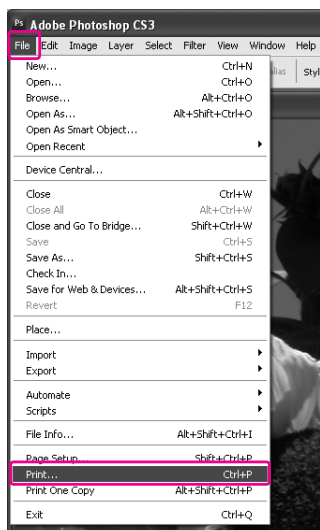 Ps Adobe Photoshop CS3
File Edit Image Layer Select Filter View Window Help
New... Ctrl+N
Open... Ctrl+O
Browse... Alt+Ctrl+O
Open As... Alt+Shift+Ctrl+O
Open As Smart Object...
Open Recent
Device Central...
Close Ctrl+W
Close All Alt+Ctrl+W
Close and Go To Bridge... Shift+Ctrl+W
Save Ctrl+S
Save As... Shift+Ctrl+S
Check In...
Save for Web & Devices... Alt+Shift+Ctrl+S
Revert F12
Place...
Import
Export
Automate
Scripts
File Info... Alt+Shift+Ctrl+I
Page Setup... Shift+Ctrl+P
Print... Ctrl+P
Print One Copy Alt+Shift+Ctrl+P
Exit Ctrl+Q